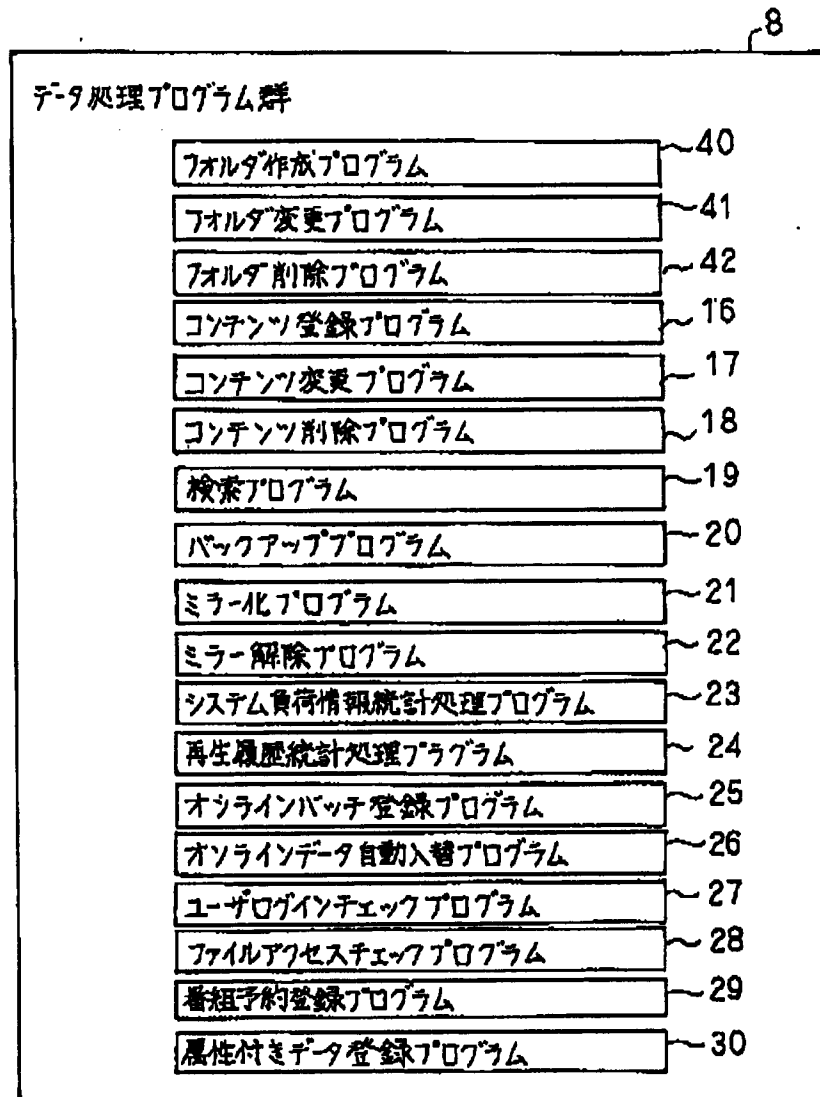 8
データ処理プログラム群
フォルダ作成プログラム 40
フォルダ変更プログラム 41
フォルダ削除プログラム 42
コンテンツ登録プログラム 16
コンテンツ変更プログラム 17
コンテンツ削除プログラム 18
検索プログラム 19
バックアッププログラム 20
ミラー化プログラム 21
ミラー解除プログラム 22
システム負荷情報統計処理プログラム 23
再生履歴統計処理プラグラム 24
オンラインバッチ登録プログラム 25
オンラインデータ自動入替プログラム 26
ユーザログインチェックプログラム 27
ファイルアクセスチェックプログラム 28
番組予約登録プログラム 29
属性付きデータ登録プログラム 30